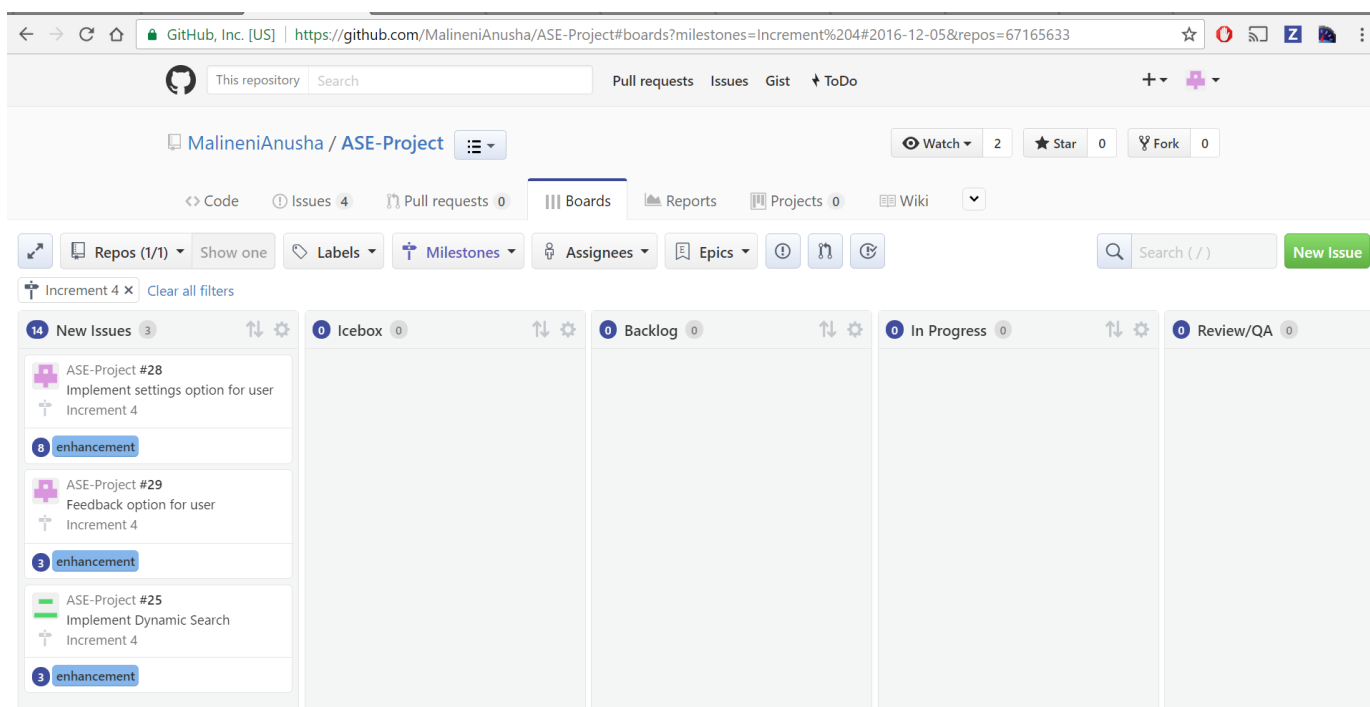 GitHub, Inc. [US] | https://github.com/MalineniAnusha/ASE-Project#boards?milestones=Increment%204#2016-12-05&repos=67165633
Z
This repository Search Pull requests Issues Gist ToDo
MalineniAnusha / ASE-Project Watch 2 Star 0 Fork 0
Code Issues 4 Pull requests 0 Boards Reports Projects 0 Wiki
Repos (1/1) Show one Labels Milestones Assignees E Epics Search ( / ) New Issue
Increment 4 × Clear all filters
14 New Issues 3 0 Icebox 0 0 Backlog 0 0 In Progress 0 0 Review/QA 0
ASE-Project #28
Implement settings option for user
Increment 4
8 enhancement
ASE-Project #29
Feedback option for user
Increment 4
3 enhancement
ASE-Project #25
Implement Dynamic Search
Increment 4
3 enhancement